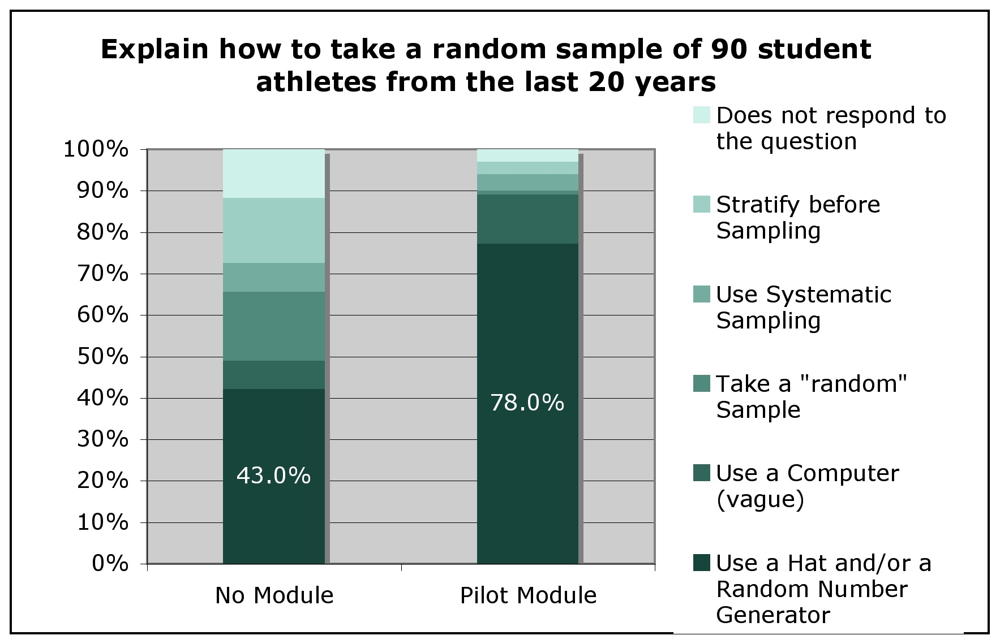 Explain how to take a random sample of 90 student
athletes from the last 20 years
100%
90%
80%
70%
60%
50%
40%
30%
20%
10%
0%
43.0%
78.0%
No Module
Pilot Module
Does not respond to
the question
Stratify before
Sampling
Use Systematic
Sampling
Take a "random"
Sample
Use a Computer
(vague)
Use a Hat and/or a
Random Number
Generator